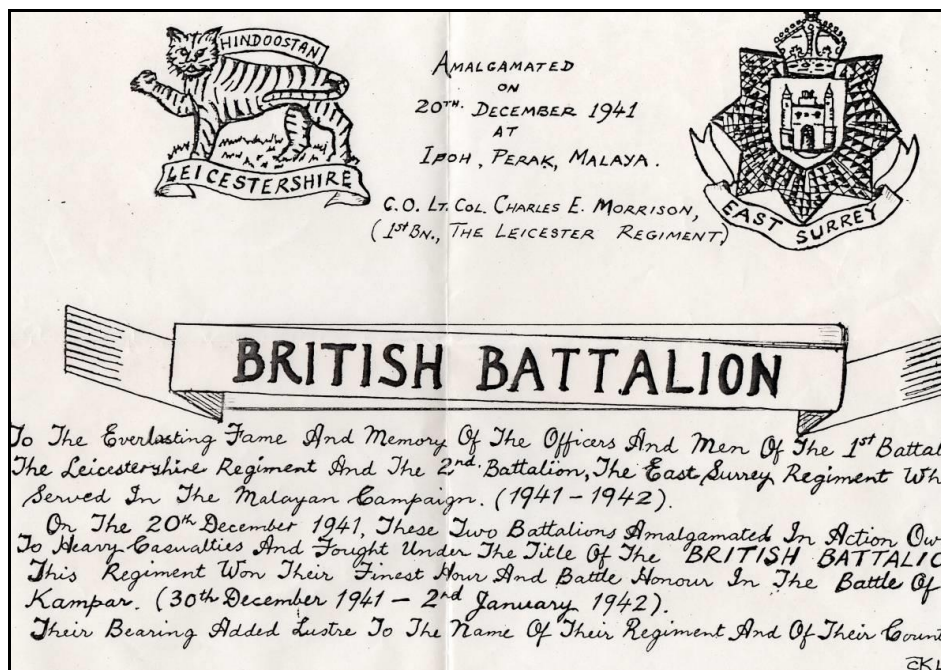 HINDOOSTAN
LEICESTERSHIRE
AMALGAMATED
ON
20TH. DECEMBER 1941
AT
IPOH, PERAK, MALAYA.
C.O. LT. COL. CHARLES E. MORRISON,
(1st BN., THE LEICESTER REGIMENT)
EAST SURREY
BRITISH BATTALION
To The Everlasting Fame And Memory Of The Officers And Men Of The 1st Battal
The Leicestershire Regiment And The 2nd. Battalion, The East Surrey Regiment Wh
Served In The Malayan Campaign. (1941 - 1942).
On The 20th December 1941, These Two Battalions Amalgamated In Action Ow
To Heavy Casualties And Fought Under The Title Of The BRITISH BATTALIO
This Regiment Won Their Finest Hour And Battle Honour In The Battle Of
Kampar. (30th December 1941 - 2nd January 1942).
Their Bearing Added Lustre To The Name Of Their Regiment And Of Their Count